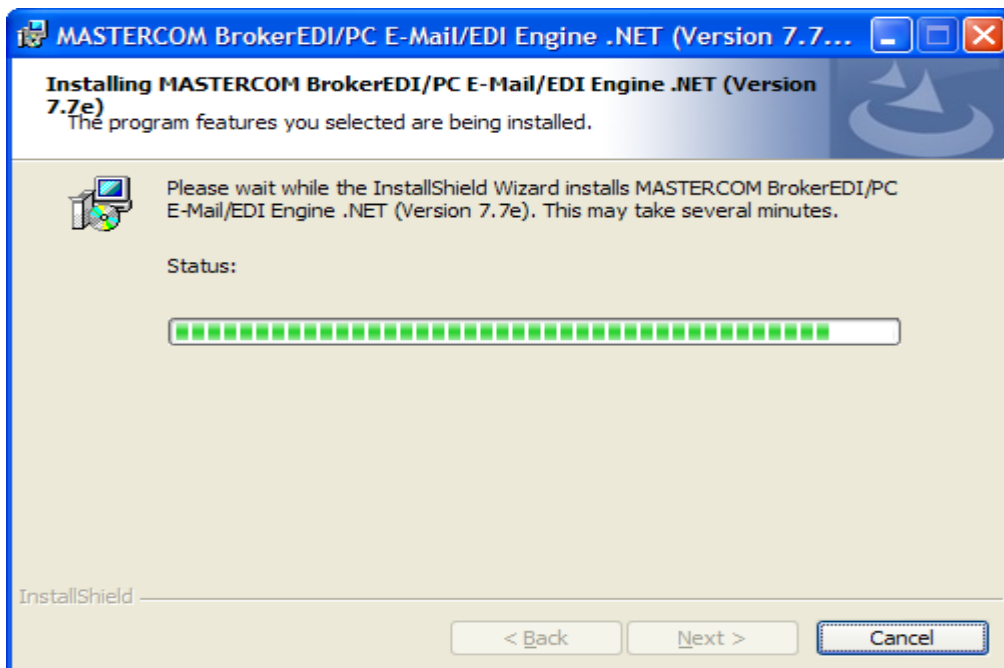 MASTERCOM BrokerEDI/PC E-Mail/EDI Engine .NET (Version 7.7...
Installing MASTERCOM BrokerEDI/PC E-Mail/EDI Engine .NET (Version
7.7e)
The program features you selected are being installed.
Please wait while the InstallShield Wizard installs MASTERCOM BrokerEDI/PC
E-Mail/EDI Engine .NET (Version 7.7e). This may take several minutes.
Status:
InstallShield
< Back Next > Cancel